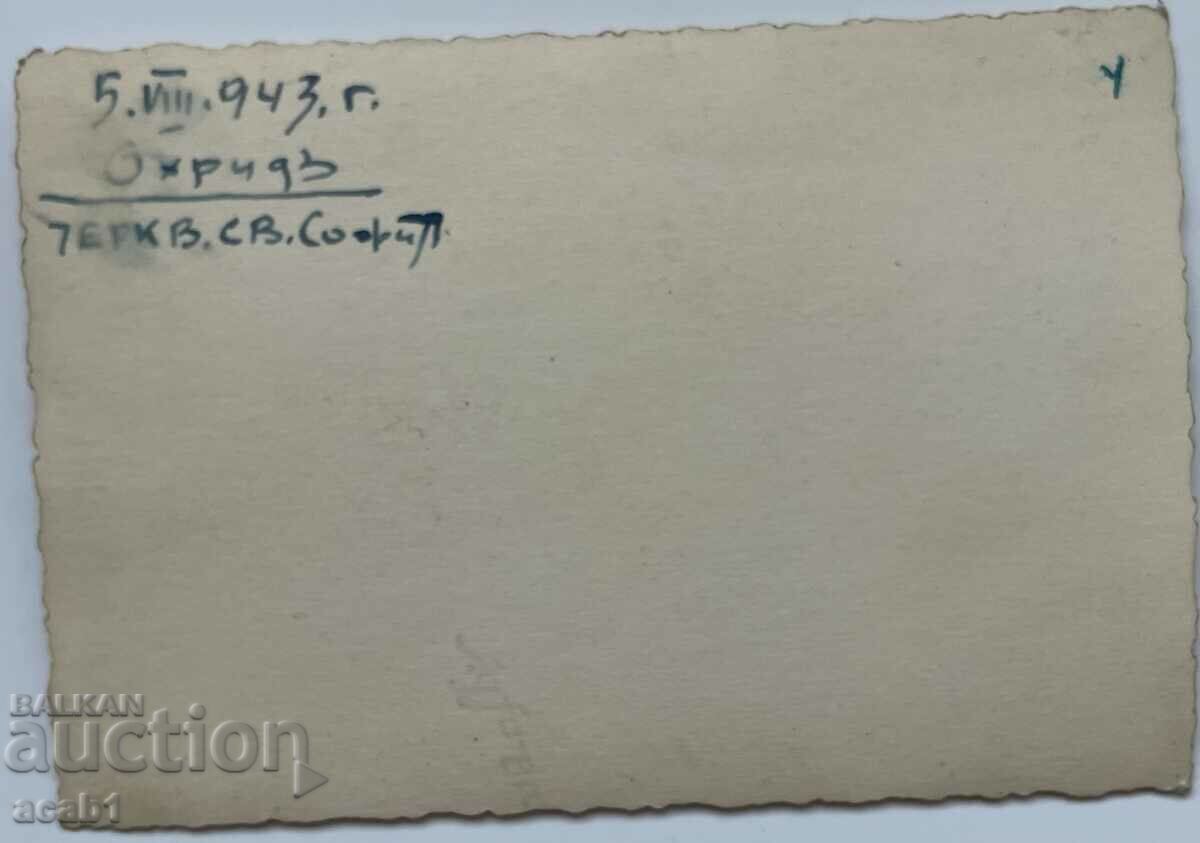 5.VIII.943.г.
У
Охридъ
ЧЕРКВ. СВ. София
BALKAN
auction
acab1